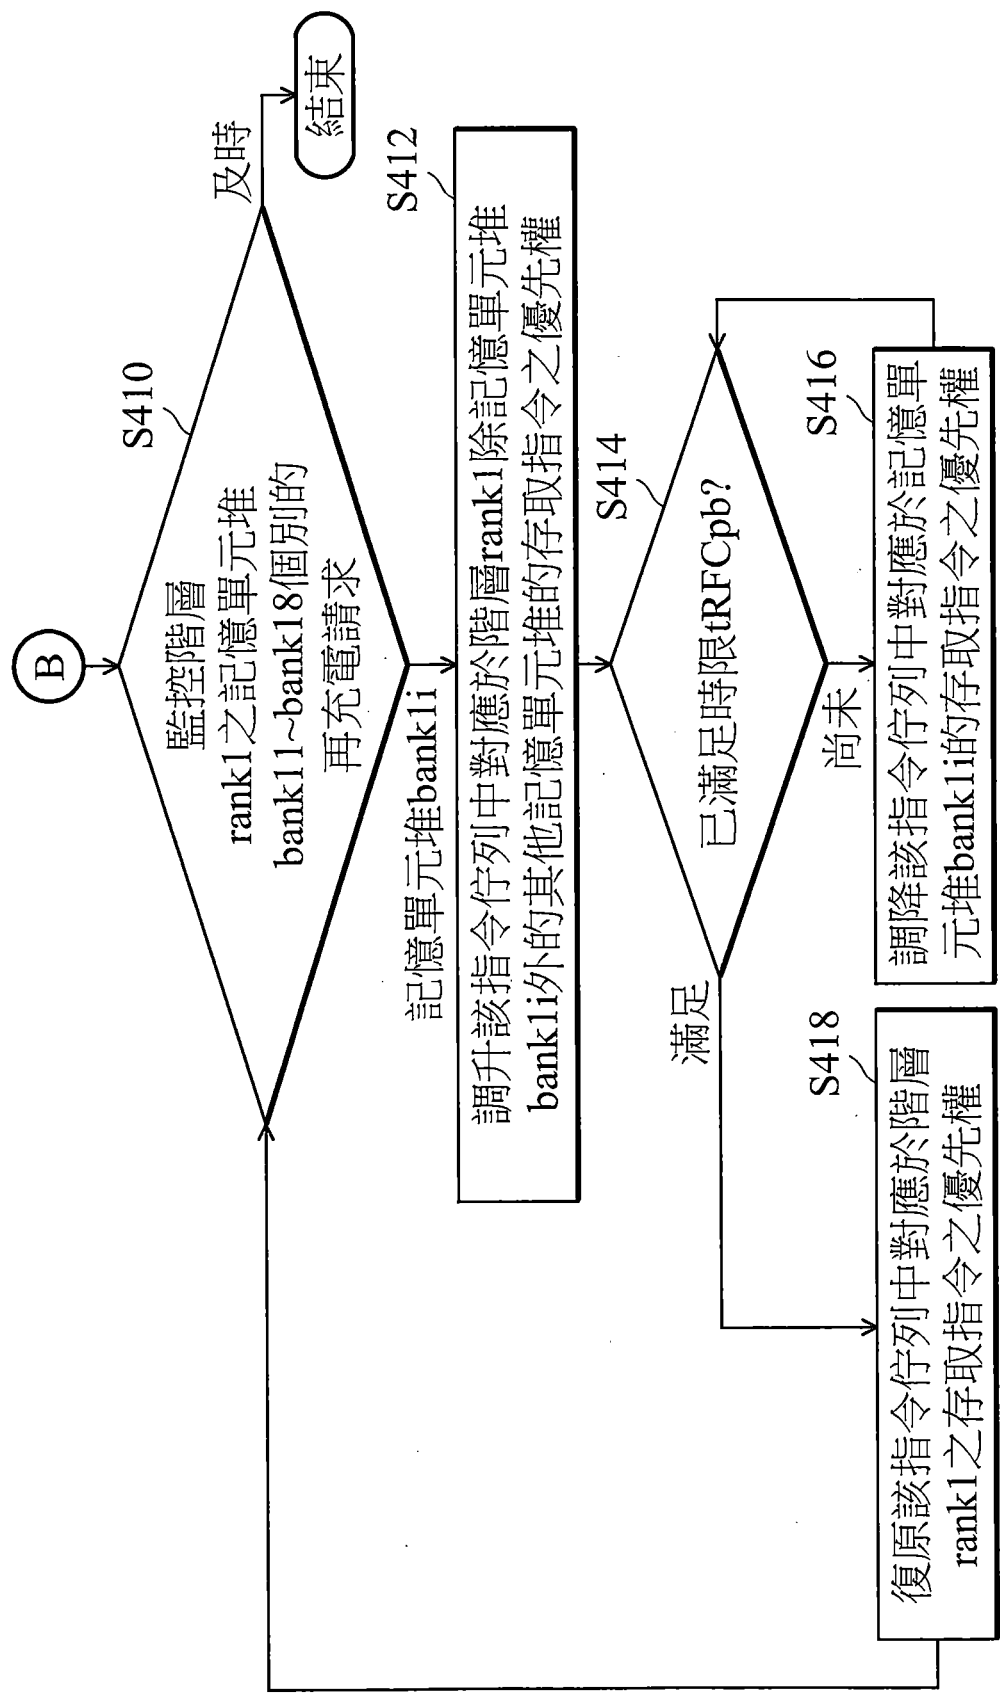 B
S410
監控階層
rank1之記憶單元堆
bank11~bank18個別的
再充電請求
及時
結束
記憶單元堆bank1i
S412
調升該指令佇列中對應於階層rank1除記憶單元堆
bank1i外的其他記憶單元堆的存取指令之優先權
S414
已滿足時限tRFCpb?
滿足
尚未
S416
調降該指令佇列中對應於記憶單
元堆bank1i的存取指令之優先權
S418
復原該指令佇列中對應於階層
rank1之存取指令之優先權